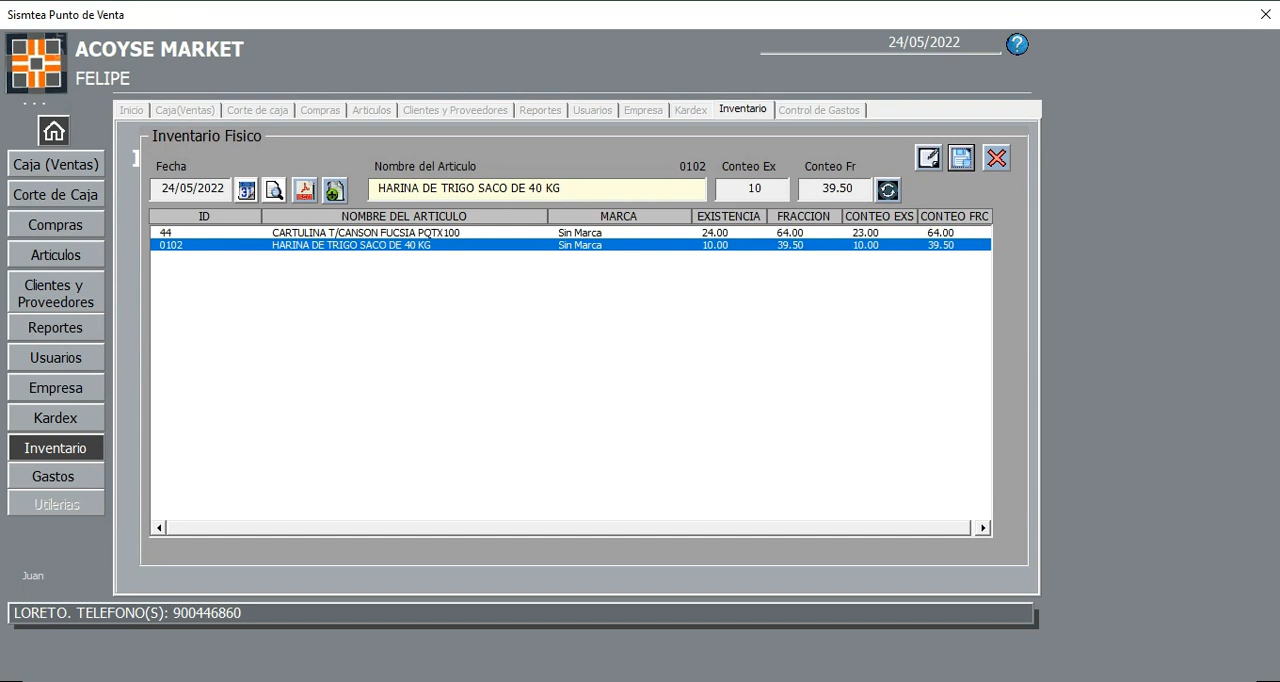 Sismtea Punto de Venta
ACOYSE MARKET
24/05/2022
?
FELIPE
Inicio Caja(Ventas) Corte de caja Compras Articulos Clientes y Proveedores Reportes Usuarios Empresa Kardex Inventario Control de Gastos
Caja (Ventas)
Corte de Caja
Compras
Articulos
Clientes y
Proveedores
Reportes
Usuarios
Empresa
Kardex
Inventario
Gastos
Utilerias
Juan
Inventario Fisico
Fecha Nombre del Articulo 0102 Conteo Ex Conteo Fr
24/05/2022 HARINA DE TRIGO SACO DE 40 KG 10 39.50
ID NOMBRE DEL ARTICULO MARCA EXISTENCIA FRACCION CONTEO EXS CONTEO FRC
44 CARTULINA T/CANSON FUCSIA PQTX100 Sin Marca 24.00 64.00 23.00 64.00
0102 HARINA DE TRIGO SACO DE 40 KG Sin Marca 10.00 39.50 10.00 39.50
LORETO. TELEFONO(S): 900446860